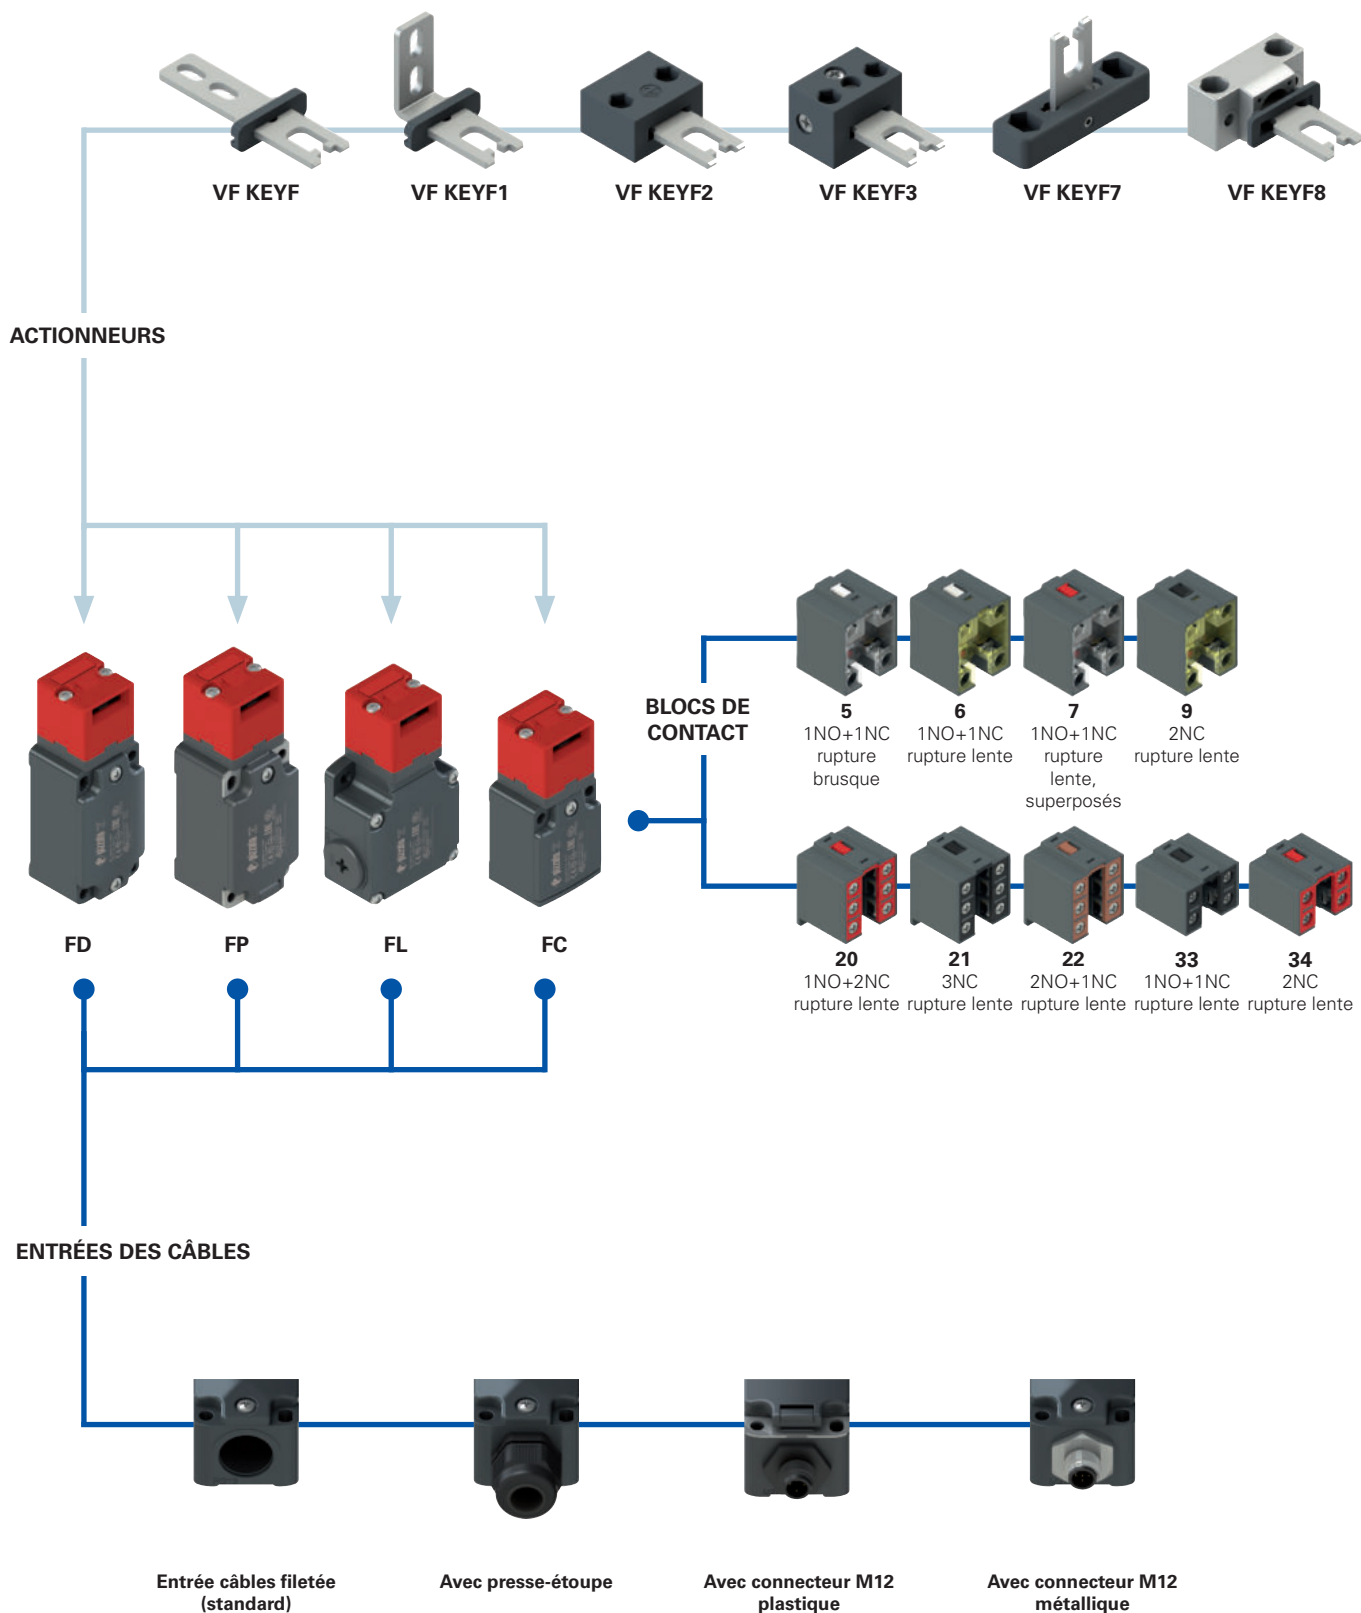 VF KEYF
VF KEYF1
VF KEYF2
VF KEYF3
VF KEYF7
VF KEYF8
ACTIONNEURS
BLOCS DE
CONTACT
5
1NO+1NC
rupture
brusque
6
1NO+1NC
rupture lente
7
1NO+1NC
rupture
lente,
superposés
9
2NC
rupture lente
20
1NO+2NC
rupture lente
21
3NC
rupture lente
22
2NO+1NC
rupture lente
33
1NO+1NC
rupture lente
34
2NC
rupture lente
FD
FP
FL
FC
ENTRÉES DES CÂBLES
Entrée câbles filetée
(standard)
Avec presse-étoupe
Avec connecteur M12
plastique
Avec connecteur M12
métallique